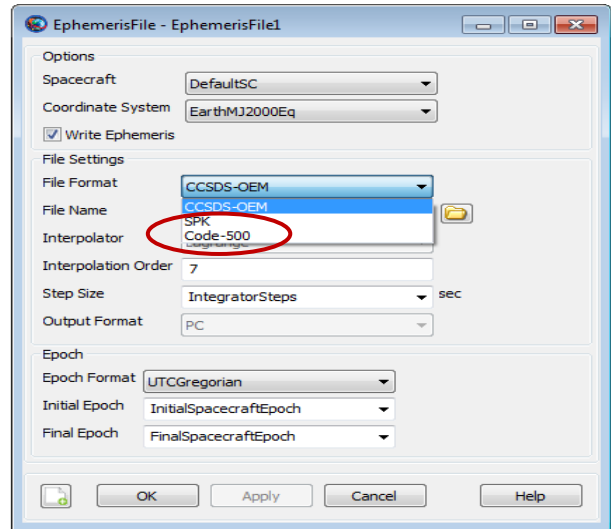 EphemerisFile - EphemerisFile1
Options
Spacecraft DefaultSC
Coordinate System EarthMJ2000Eq
Write Ephemeris
File Settings
File Format CCSDS-OEM
CCSDS-OEM
File Name SPK
Code-500
Interpolator Lagrange
Interpolation Order 7
Step Size IntegratorSteps sec
Output Format PC
Epoch
Epoch Format UTCGregorian
Initial Epoch InitialSpacecraftEpoch
Final Epoch FinalSpacecraftEpoch
OK Apply Cancel Help